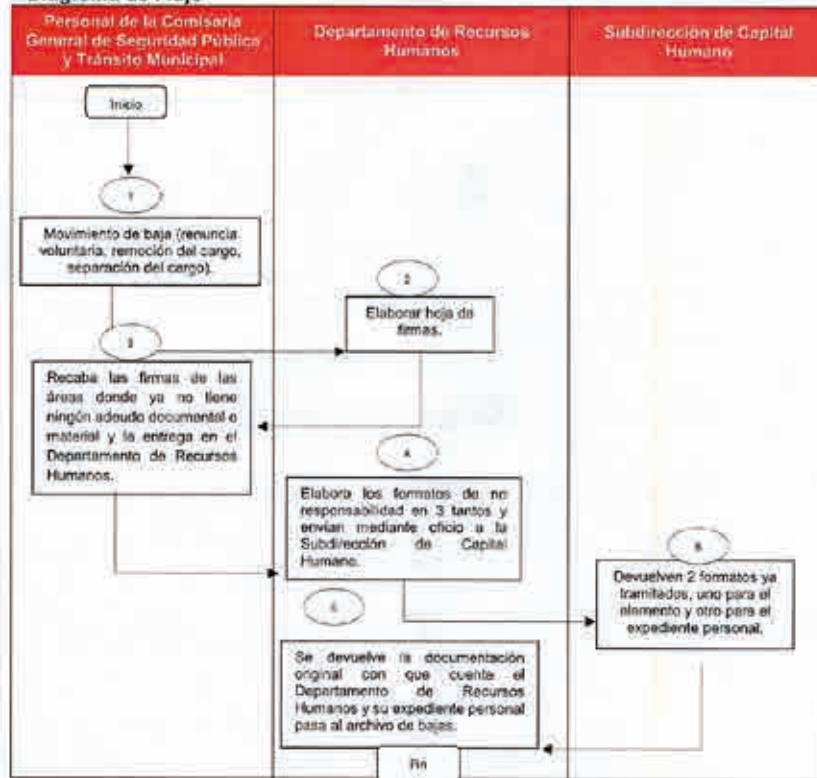 Diagrama de Flujo
Personal de la Comisaría
General de Seguridad Pública
y Tránsito Municipal
Departamento de Recursos
Humanos
Subdirección de Capital
Humano
Inicio
1
Movimiento de baja (renuncia
voluntaria, remoción del cargo,
separación del cargo).
2
Elaborar hoja de
firmas.
3
Recaba las firmas de las
áreas donde ya no tiene
ningún adeudo documental o
material y la entrega en el
Departamento de Recursos
Humanos.
4
Elabora los formatos de no
responsabilidad en 3 tantos y
envían mediante oficio a la
Subdirección de Capital
Humano.
Devuelven 2 formatos ya
tramitados, uno para el
elemento y otro para el
expediente personal.
Se devuelve la documentación
original con que cuente el
Departamento de Recursos
Humanos y su expediente personal
pasa al archivo de bajas.
Fin